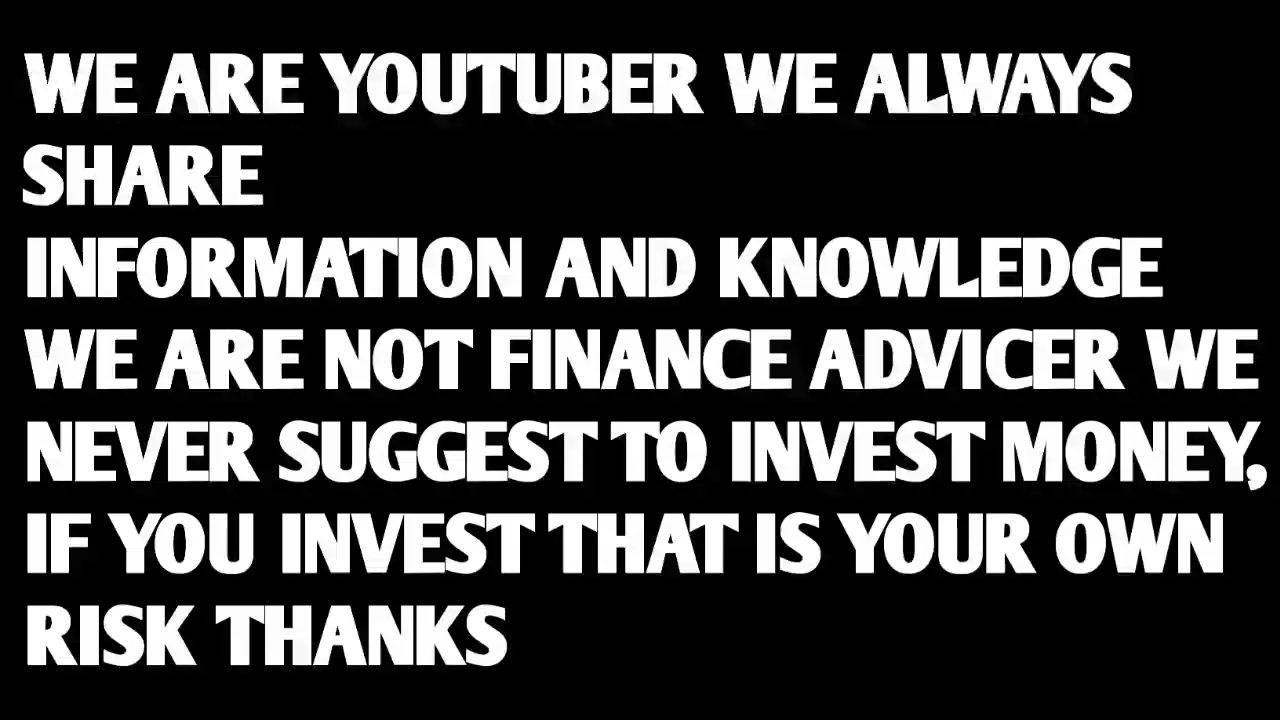 WE ARE YOUTUBER WE ALWAYS
SHARE
INFORMATION AND KNOWLEDGE
WE ARE NOT FINANCE ADVICER WE
NEVER SUGGEST TO INVEST MONEY,
IF YOU INVEST THAT IS YOUR OWN
RISK THANKS